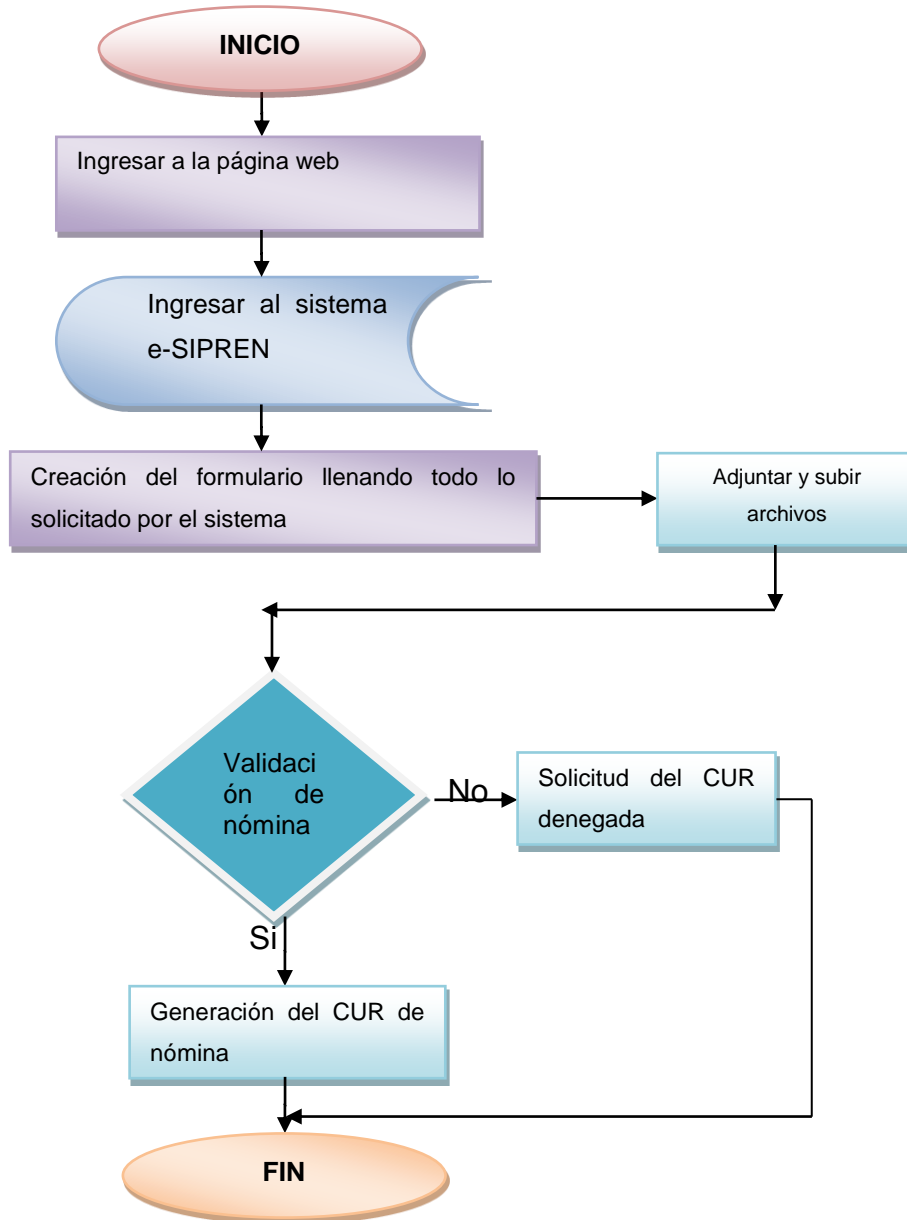 INICIO
Ingresar a la página web
Ingresar al sistema
e-SIPREN
Creación del formulario llenando todo lo
solicitado por el sistema
Adjuntar y subir
archivos
Validaci
ón de
nómina
No
Solicitud del CUR
denegada
Si
Generación del CUR de
nómina
FIN